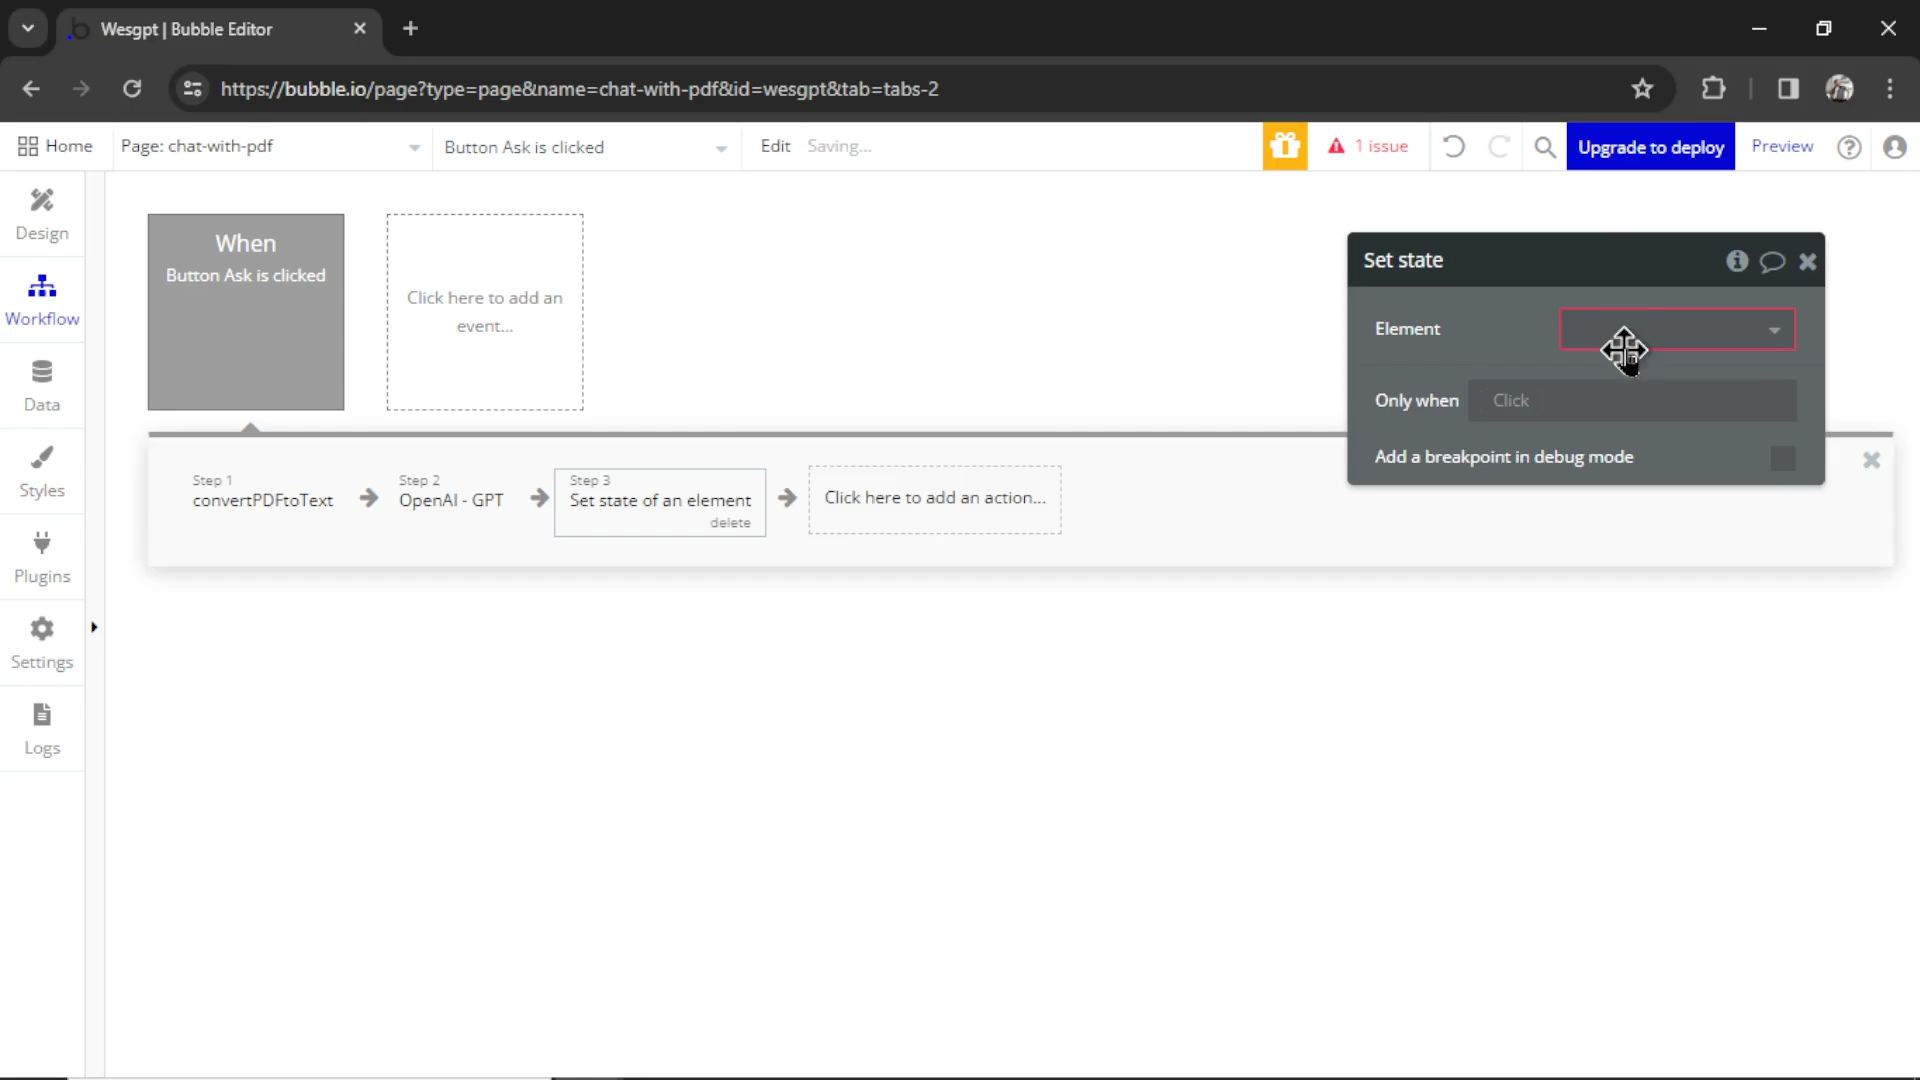 Wesgpt | Bubble Editor
https://bubble.io/page?type=page&name=chat-with-pdf&id=wesgpt&tab=tabs-2
Home
Page: chat-with-pdf
Button Ask is clicked
Edit
Saving...
1 issue
Upgrade to deploy
Preview
Design
Workflow
Data
Styles
Plugins
Settings
Logs
When
Button Ask is clicked
Click here to add an
event...
Set state
Element
Only when
Click
Add a breakpoint in debug mode
Step 1
convertPDFtoText
Step 2
OpenAI - GPT
Step 3
Set state of an element
delete
Click here to add an action...